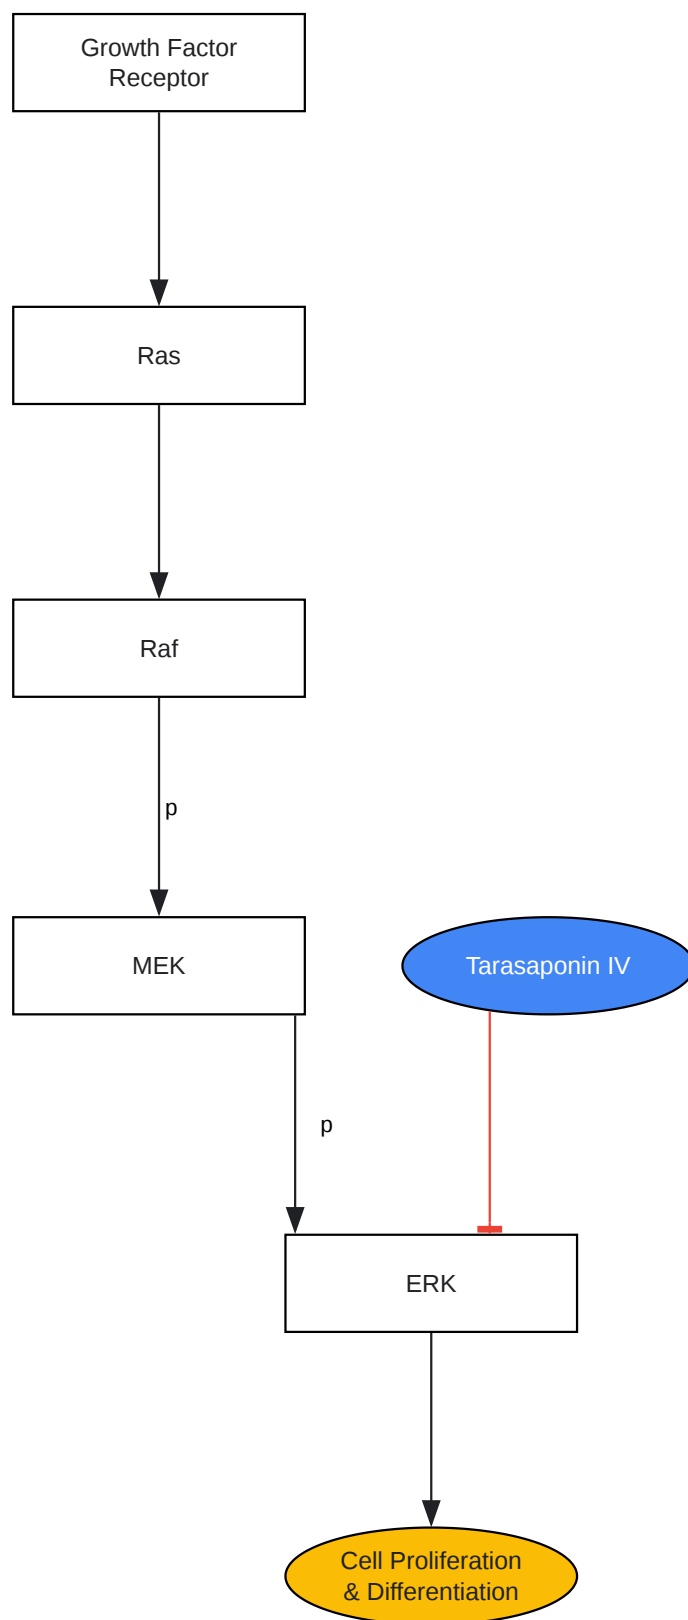 Growth Factor
Receptor
Ras
Raf
p
MEK
Tarasaponin IV
p
ERK
Cell Proliferation
& Differentiation